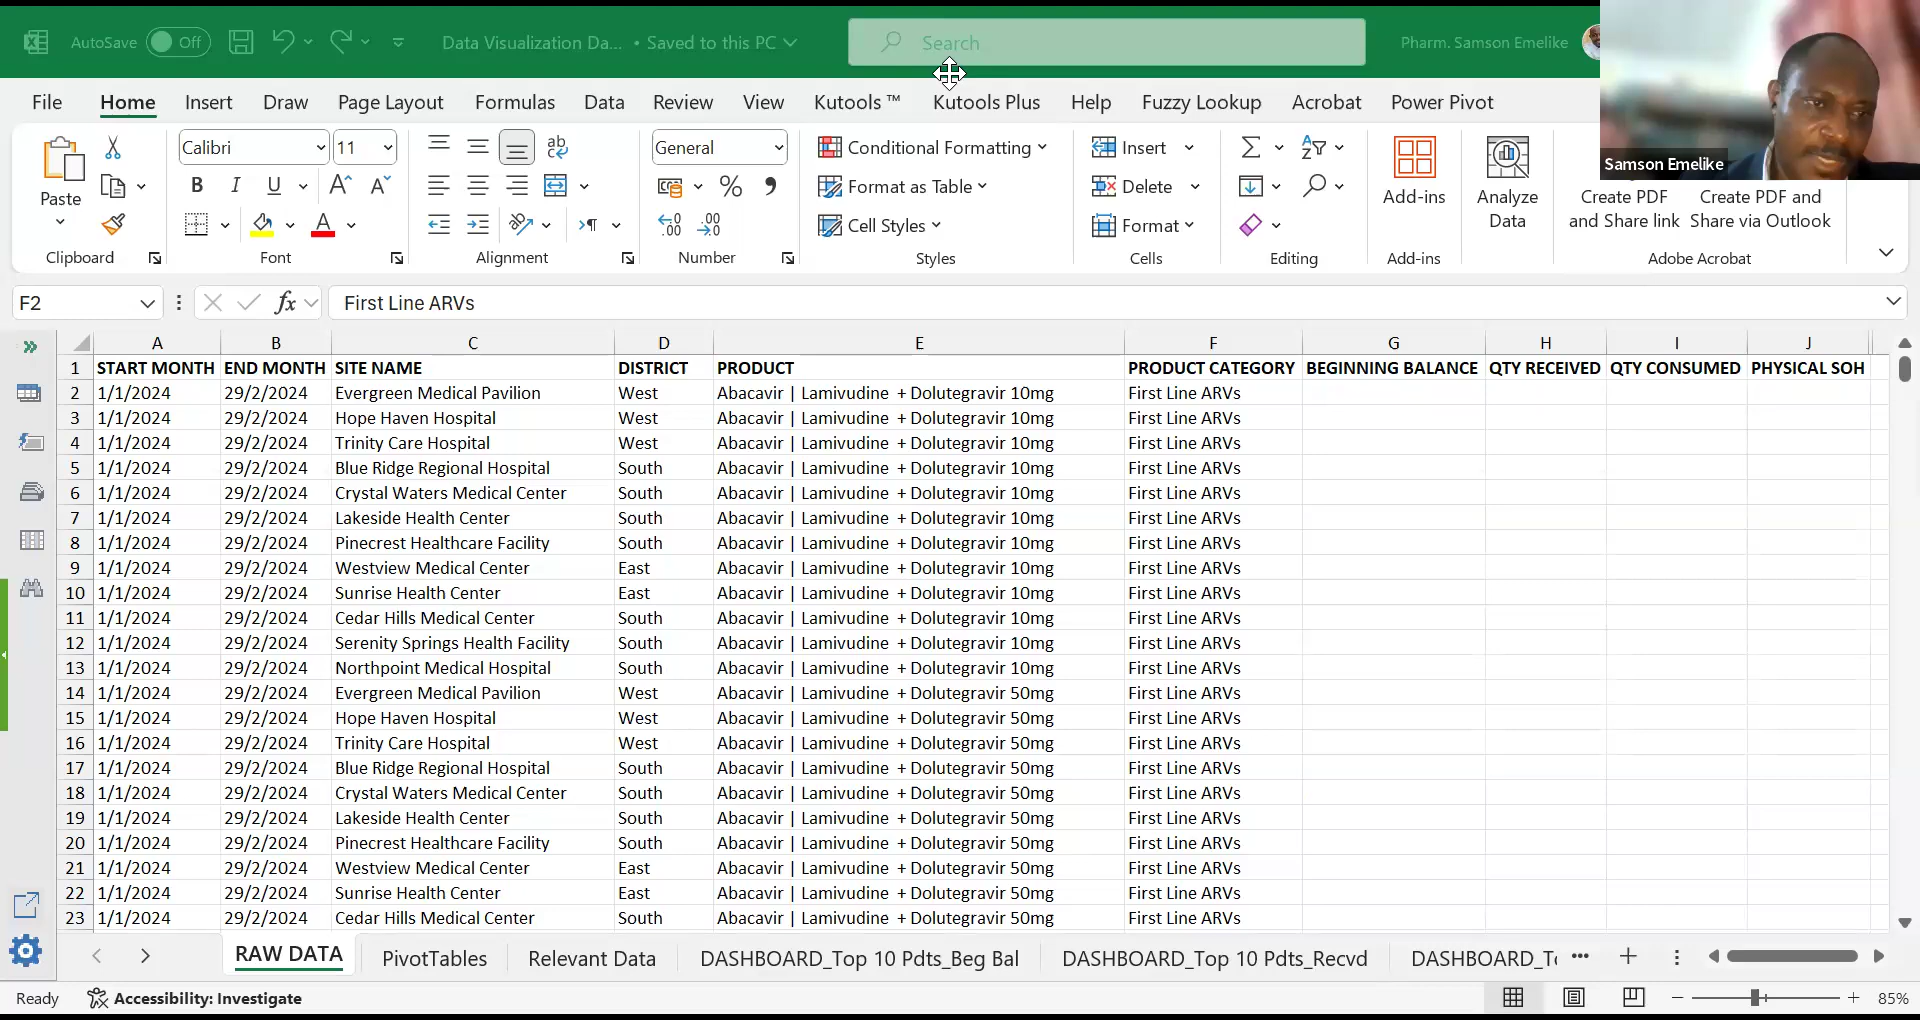 AutoSave Off Data Visualization Da... • Saved to this PC Search Pharm. Samson Emelike
File Home Insert Draw Page Layout Formulas Data Review View Kutools ™ Kutools Plus Help Fuzzy Lookup Acrobat Power Pivot
Samson Emelike
Paste
Clipboard
Calibri 11
B I U A A
A
Font
ab
Alignment
General
% 
.00
Number
Conditional Formatting
Format as Table
Cell Styles
Styles
Insert
Delete
Format
Cells
Editing
Add-ins
Add-ins
Analyze
Data
Create PDF
and Share link
Create PDF and
Share via Outlook
Adobe Acrobat
F2 fx First Line ARVs
A B C D E F G H I J
1 START MONTH END MONTH SITE NAME DISTRICT PRODUCT PRODUCT CATEGORY BEGINNING BALANCE QTY RECEIVED QTY CONSUMED PHYSICAL SOH
2 1/1/2024 29/2/2024 Evergreen Medical Pavilion West Abacavir | Lamivudine + Dolutegravir 10mg First Line ARVs
3 1/1/2024 29/2/2024 Hope Haven Hospital West Abacavir | Lamivudine + Dolutegravir 10mg First Line ARVs
4 1/1/2024 29/2/2024 Trinity Care Hospital West Abacavir | Lamivudine + Dolutegravir 10mg First Line ARVs
5 1/1/2024 29/2/2024 Blue Ridge Regional Hospital South Abacavir | Lamivudine + Dolutegravir 10mg First Line ARVs
6 1/1/2024 29/2/2024 Crystal Waters Medical Center South Abacavir | Lamivudine + Dolutegravir 10mg First Line ARVs
7 1/1/2024 29/2/2024 Lakeside Health Center South Abacavir | Lamivudine + Dolutegravir 10mg First Line ARVs
8 1/1/2024 29/2/2024 Pinecrest Healthcare Facility South Abacavir | Lamivudine + Dolutegravir 10mg First Line ARVs
9 1/1/2024 29/2/2024 Westview Medical Center East Abacavir | Lamivudine + Dolutegravir 10mg First Line ARVs
10 1/1/2024 29/2/2024 Sunrise Health Center East Abacavir | Lamivudine + Dolutegravir 10mg First Line ARVs
11 1/1/2024 29/2/2024 Cedar Hills Medical Center South Abacavir | Lamivudine + Dolutegravir 10mg First Line ARVs
12 1/1/2024 29/2/2024 Serenity Springs Health Facility South Abacavir | Lamivudine + Dolutegravir 10mg First Line ARVs
13 1/1/2024 29/2/2024 Northpoint Medical Hospital South Abacavir | Lamivudine + Dolutegravir 10mg First Line ARVs
14 1/1/2024 29/2/2024 Evergreen Medical Pavilion West Abacavir | Lamivudine + Dolutegravir 50mg First Line ARVs
15 1/1/2024 29/2/2024 Hope Haven Hospital West Abacavir | Lamivudine + Dolutegravir 50mg First Line ARVs
16 1/1/2024 29/2/2024 Trinity Care Hospital West Abacavir | Lamivudine + Dolutegravir 50mg First Line ARVs
17 1/1/2024 29/2/2024 Blue Ridge Regional Hospital South Abacavir | Lamivudine + Dolutegravir 50mg First Line ARVs
18 1/1/2024 29/2/2024 Crystal Waters Medical Center South Abacavir | Lamivudine + Dolutegravir 50mg First Line ARVs
19 1/1/2024 29/2/2024 Lakeside Health Center South Abacavir | Lamivudine + Dolutegravir 50mg First Line ARVs
20 1/1/2024 29/2/2024 Pinecrest Healthcare Facility South Abacavir | Lamivudine + Dolutegravir 50mg First Line ARVs
21 1/1/2024 29/2/2024 Westview Medical Center East Abacavir | Lamivudine + Dolutegravir 50mg First Line ARVs
22 1/1/2024 29/2/2024 Sunrise Health Center East Abacavir | Lamivudine + Dolutegravir 50mg First Line ARVs
23 1/1/2024 29/2/2024 Cedar Hills Medical Center South Abacavir | Lamivudine + Dolutegravir 50mg First Line ARVs
RAW DATA PivotTables Relevant Data DASHBOARD_Top 10 Pdts_Beg Bal DASHBOARD_Top 10 Pdts_Recvd DASHBOARD_T
Ready Accessibility: Investigate 85%